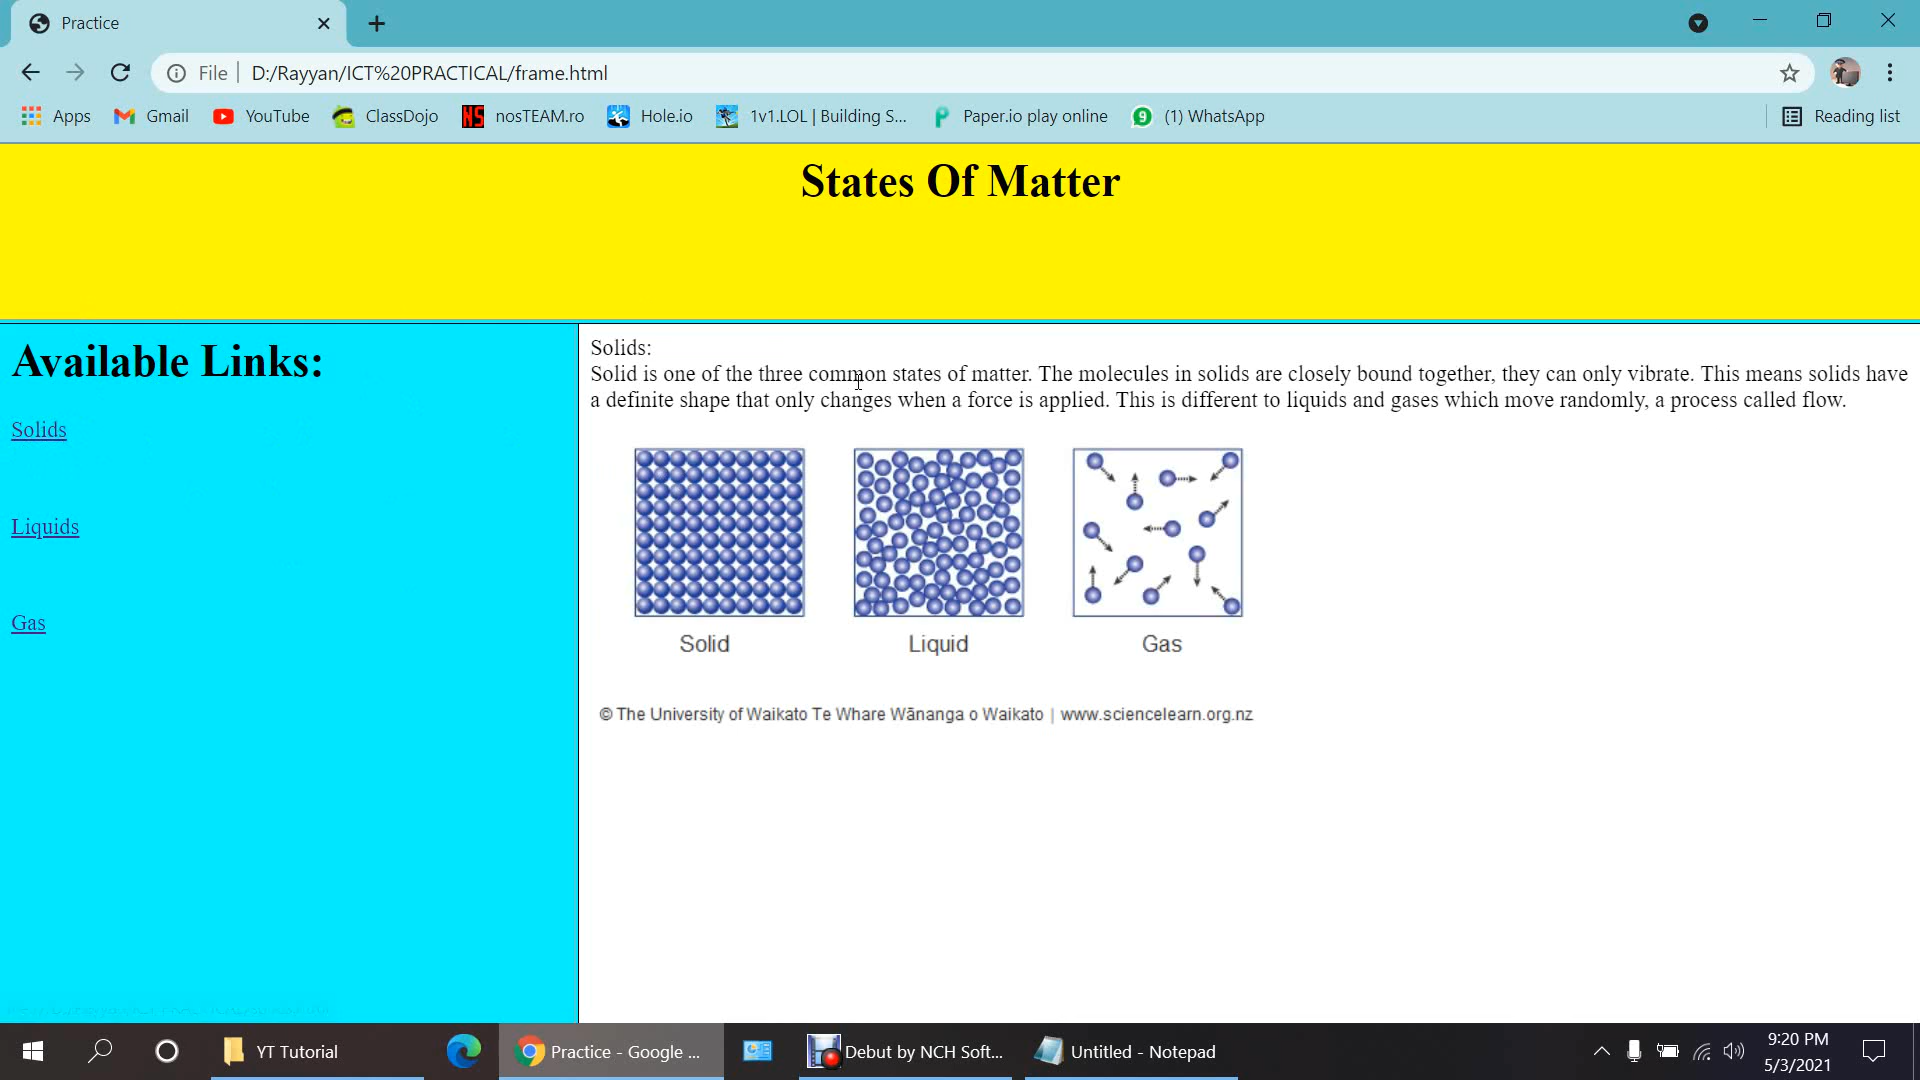 Practice
File
D:/Rayyan/ICT%20PRACTICAL/frame.html
Apps
Gmail
YouTube
ClassDojo
NS
nosTEAM.ro
Hole.io
1v1.LOL | Building S...
Paper.io play online
9
(1) WhatsApp
Reading list
States Of Matter
Available Links:
Solids
Liquids
Gas
Solids:
Solid is one of the three common states of matter. The molecules in solids are closely bound together, they can only vibrate. This means solids have
a definite shape that only changes when a force is applied. This is different to liquids and gases which move randomly, a process called flow.
Solid
Liquid
Gas
© The University of Waikato Te Whare Wānanga o Waikato | www.sciencelearn.org.nz
YT Tutorial
Practice - Google ...
Debut by NCH Soft...
Untitled - Notepad
9:20 PM
5/3/2021